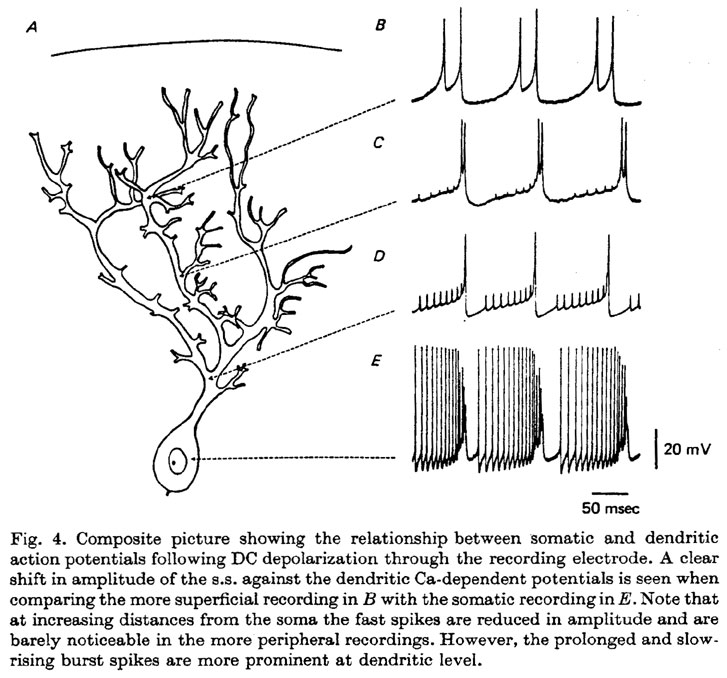 A
B
C
D
E
20 mV
50 msec
Fig. 4. Composite picture showing the relationship between somatic and dendritic
action potentials following DC depolarization through the recording electrode. A clear
shift in amplitude of the s.s. against the dendritic Ca-dependent potentials is seen when
comparing the more superficial recording in B with the somatic recording in E. Note that
at increasing distances from the soma the fast spikes are reduced in amplitude and are
barely noticeable in the more peripheral recordings. However, the prolonged and slow-
rising burst spikes are more prominent at dendritic level.